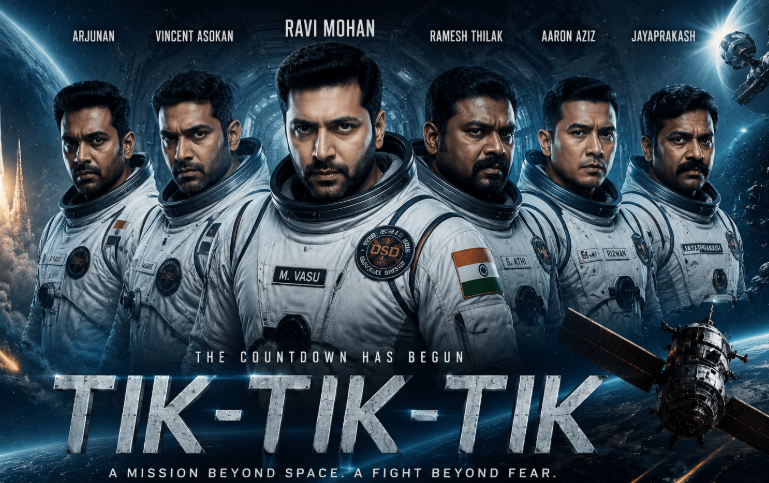 ARJUNAN
VINCENT ASOKAN
RAVI MOHAN
RAMESH THILAK
AARON AZIZ
JAYAPRAKASH
DSD
M. VASU
S. ATHI
RIZWAN
JAYAPRAKASH
THE COUNTDOWN HAS BEGUN
TIK-TIK-TIK
A MISSION BEYOND SPACE. A FIGHT BEYOND FEAR.